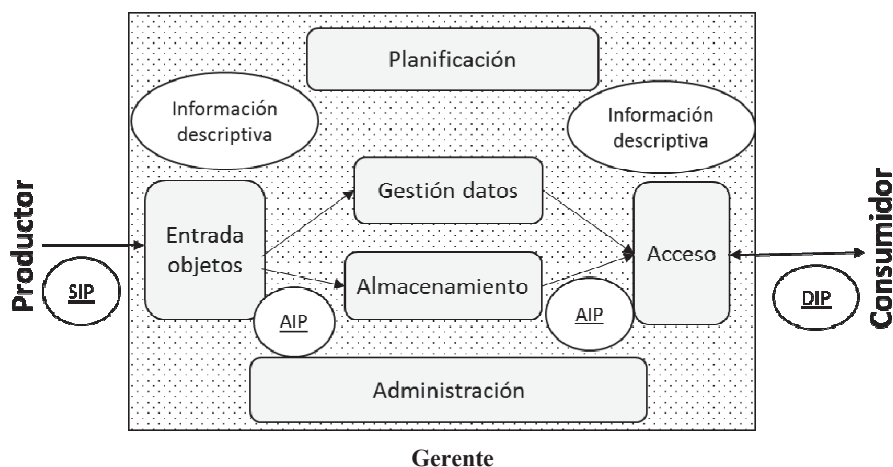 Planificación
Información
descriptiva
Información
descriptiva
Productor
SIP
Entrada
objetos
Gestión datos
Almacenamiento
AIP
AIP
Acceso
DIP
Consumidor
Administración
Gerente